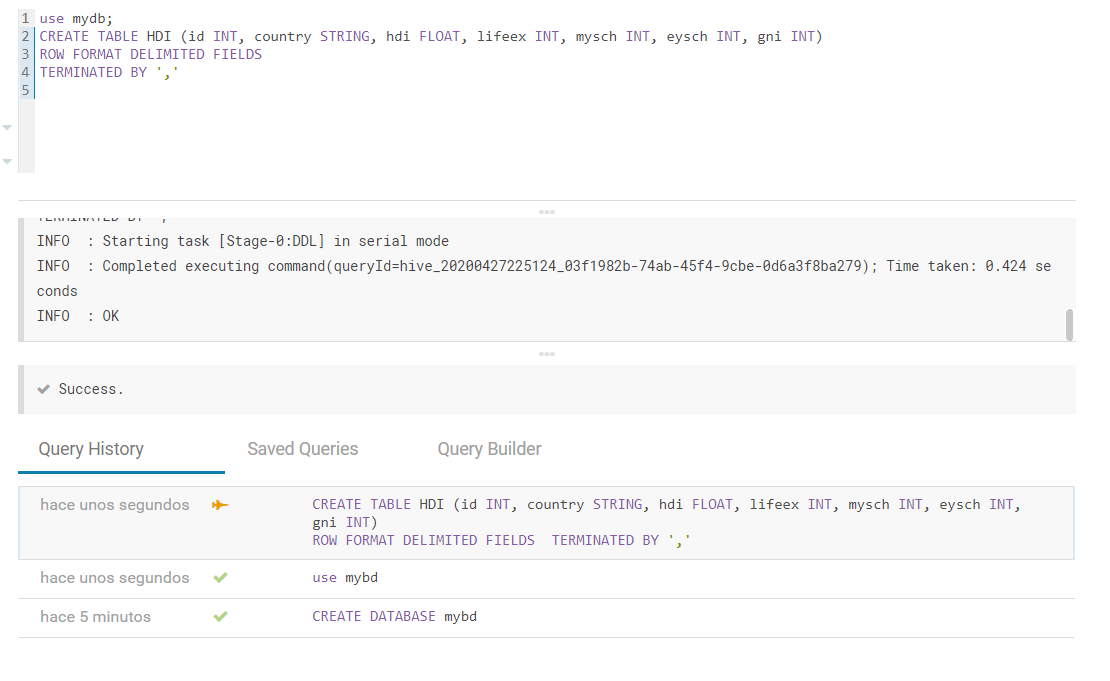 1 use mydb;
2 CREATE TABLE HDI (id INT, country STRING, hdi FLOAT, lifeex INT, mysch INT, eysch INT, gni INT)
3 ROW FORMAT DELIMITED FIELDS
4 TERMINATED BY ','
5
TERMINATED BY ','
INFO : Starting task [Stage-0:DDL] in serial mode
INFO : Completed executing command(queryId=hive_20200427225124_03f1982b-74ab-45f4-9cbe-0d6a3f8ba279); Time taken: 0.424 se
conds
INFO : OK
Success.
Query History Saved Queries Query Builder
hace unos segundos CREATE TABLE HDI (id INT, country STRING, hdi FLOAT, lifeex INT, mysch INT, eysch INT,
gni INT)
ROW FORMAT DELIMITED FIELDS TERMINATED BY ','
hace unos segundos use mybd
hace 5 minutos CREATE DATABASE mybd